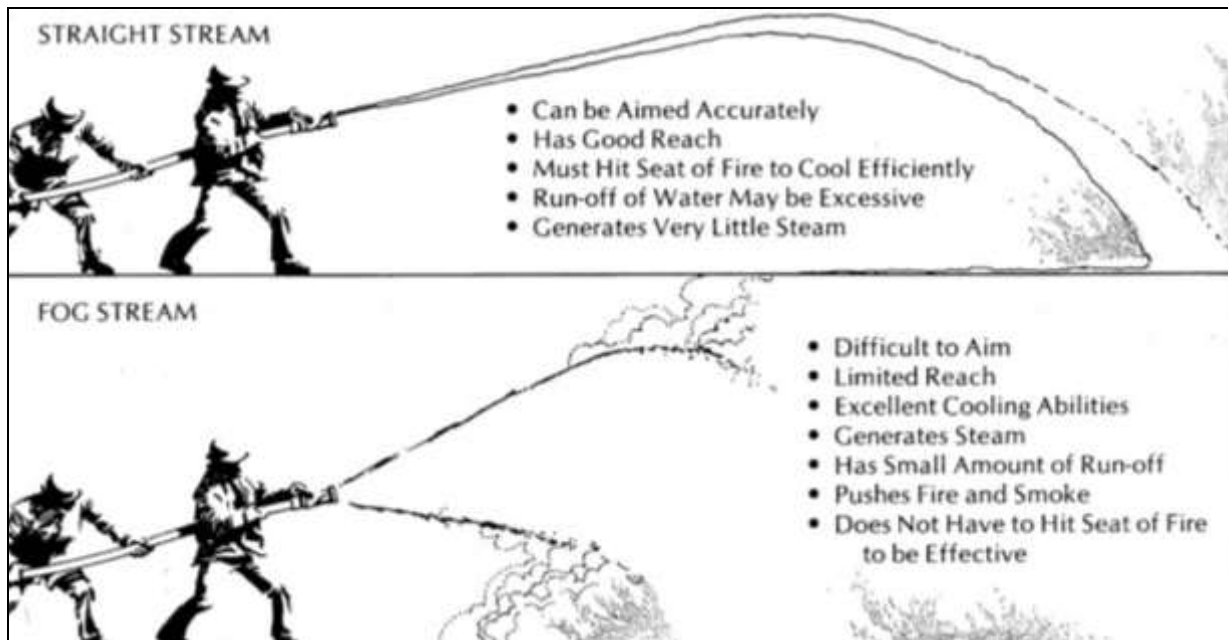 STRAIGHT STREAM
• Can be Aimed Accurately
• Has Good Reach
• Must Hit Seat of Fire to Cool Efficiently
• Run-off of Water May be Excessive
• Generates Very Little Steam
FOG STREAM
• Difficult to Aim
• Limited Reach
• Excellent Cooling Abilities
• Generates Steam
• Has Small Amount of Run-off
• Pushes Fire and Smoke
• Does Not Have to Hit Seat of Fire
to be Effective